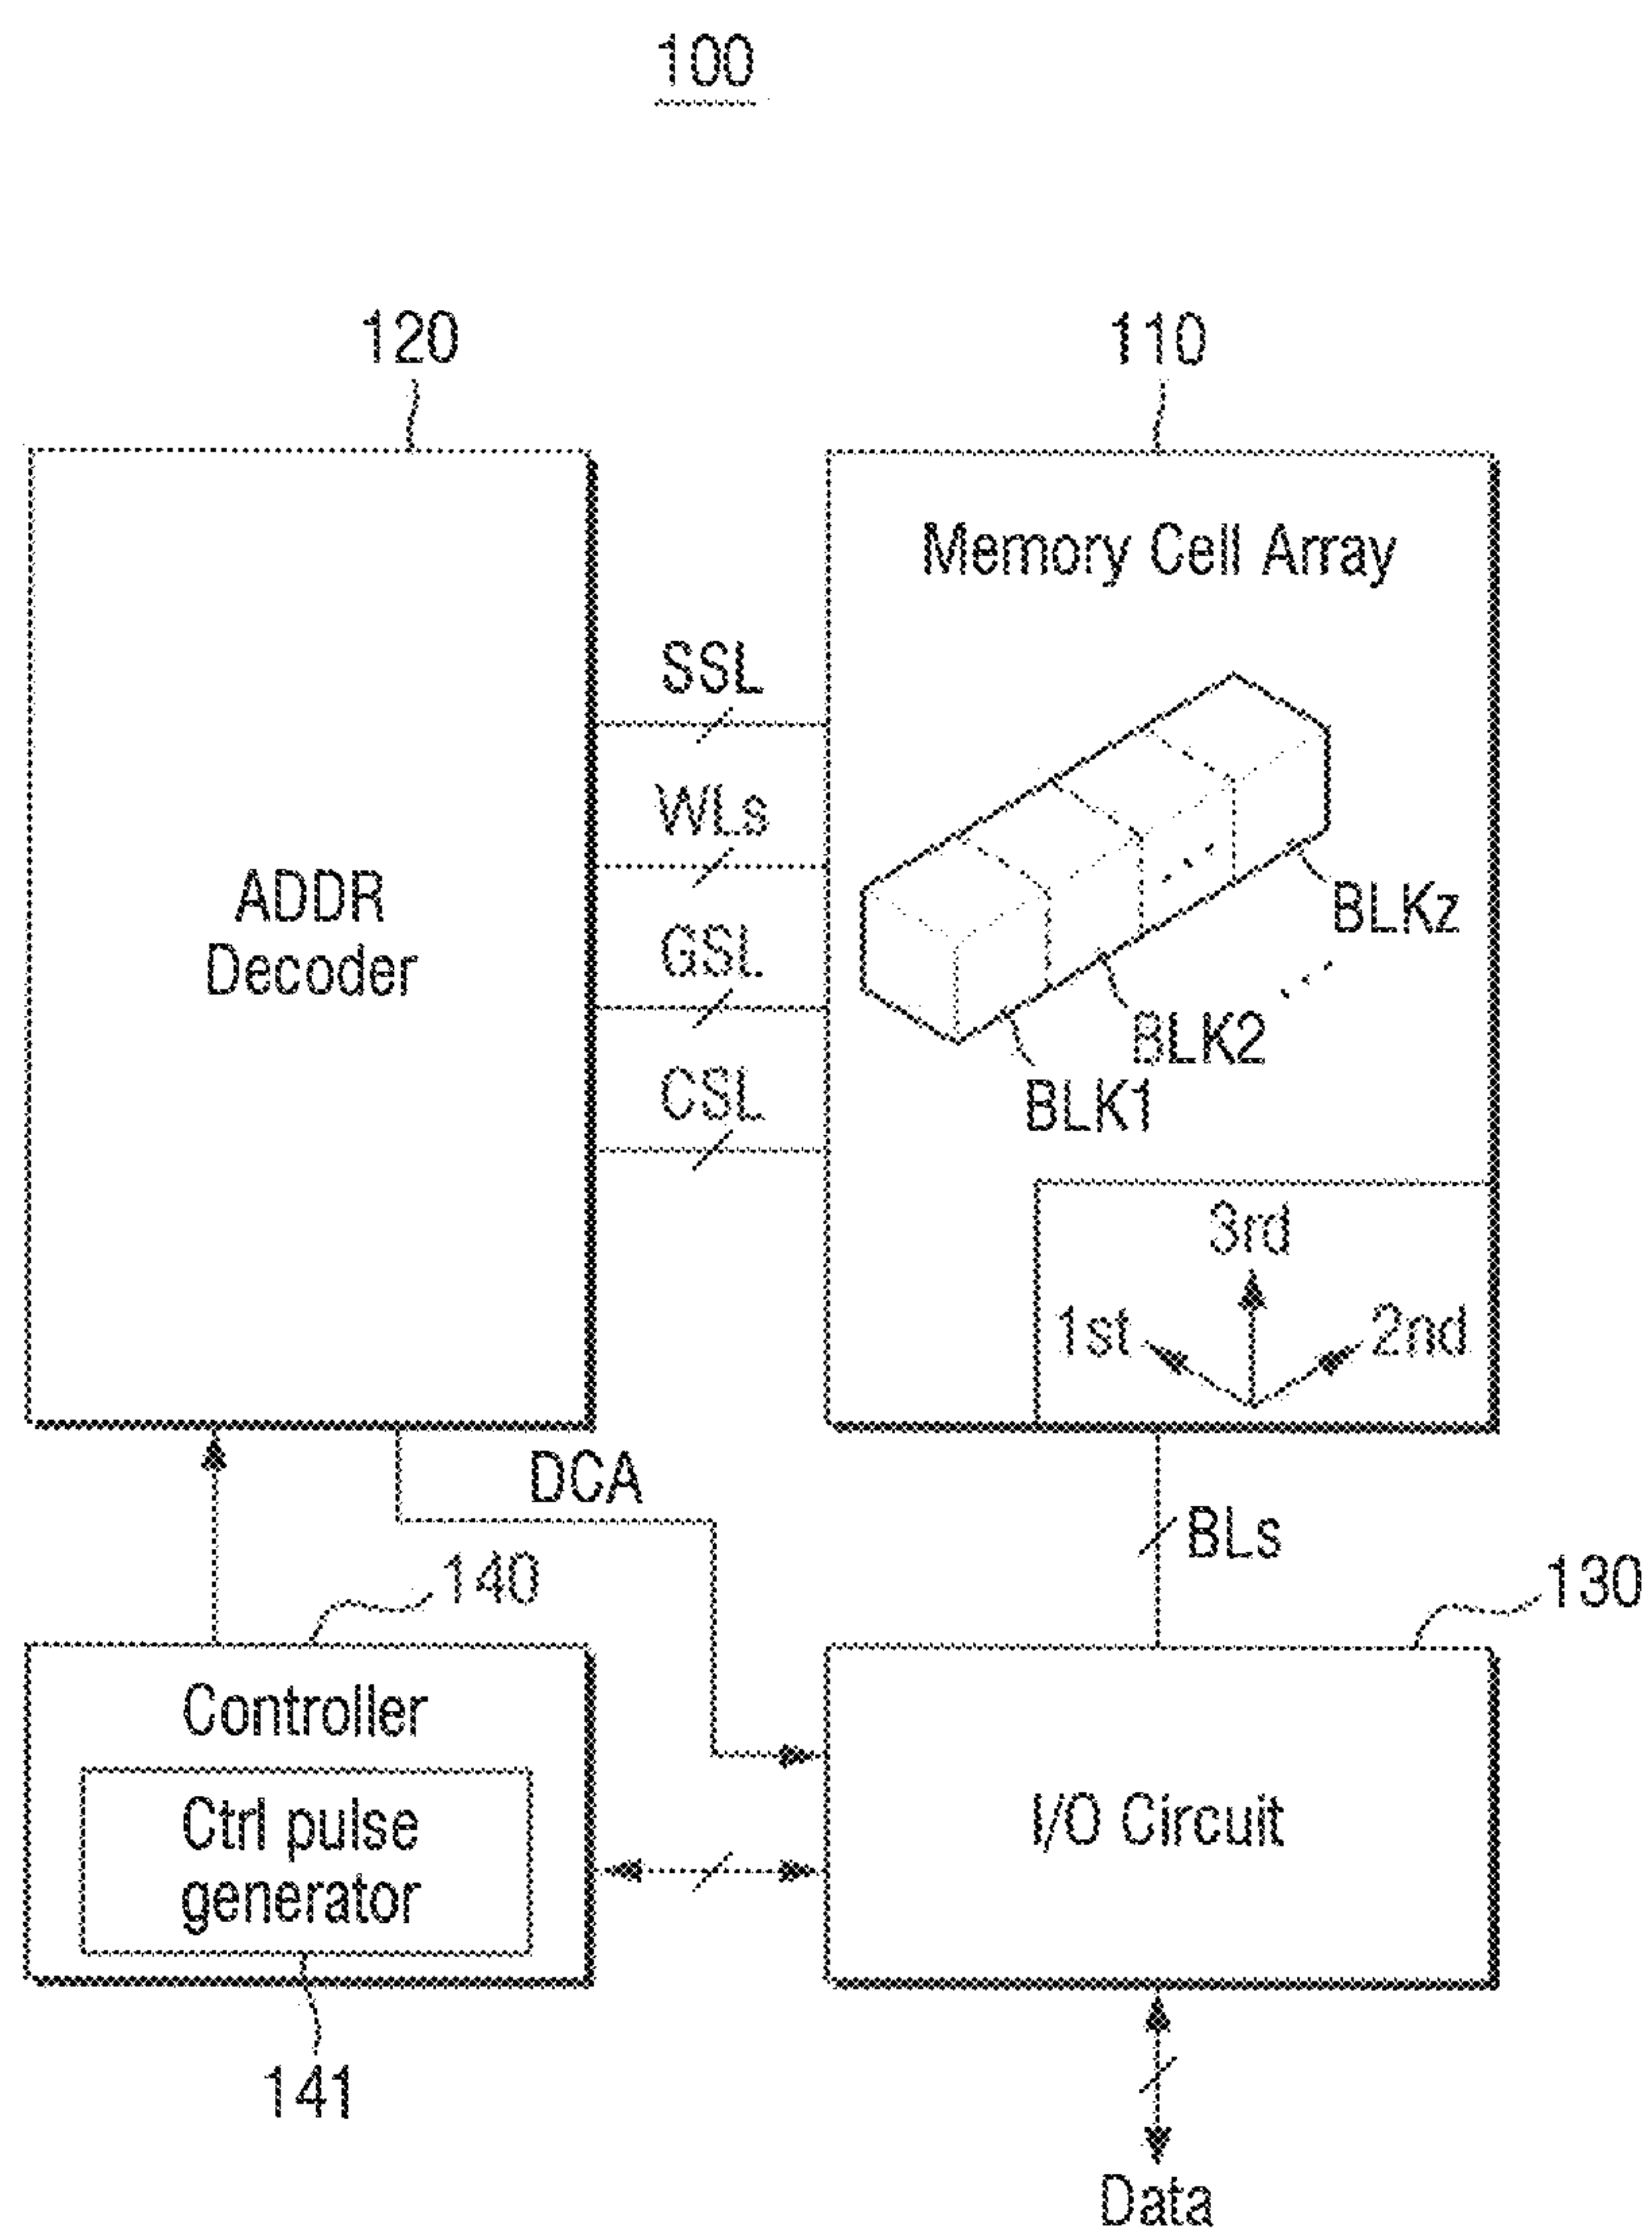 100
120
110
Memory Cell Array
SSL
WLs
GSL
CSL
ADDR
Decoder
BLKz
BLK2
BLK1
3rd
1st
2nd
DCA
BLs
140
130
Controller
Ctrl pulse
generator
I/O Circuit
141
Data